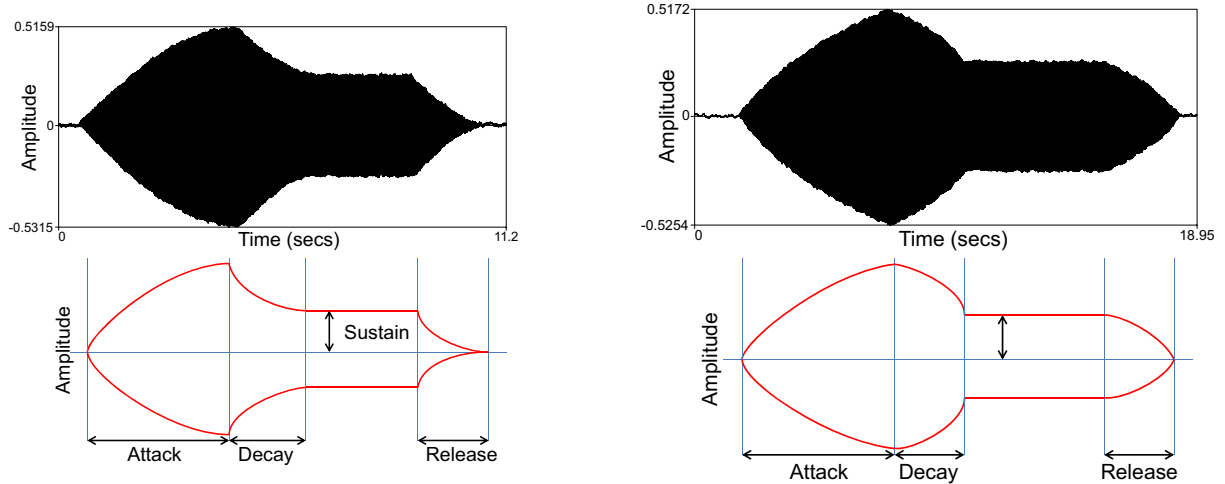 0.5159
Amplitude
0
-0.5315
0
Time (secs)
11.2
Amplitude
Sustain
Attack
Decay
Release
0.5172
Amplitude
0
-0.5254
0
Time (secs)
18.95
Amplitude
Attack
Decay
Release